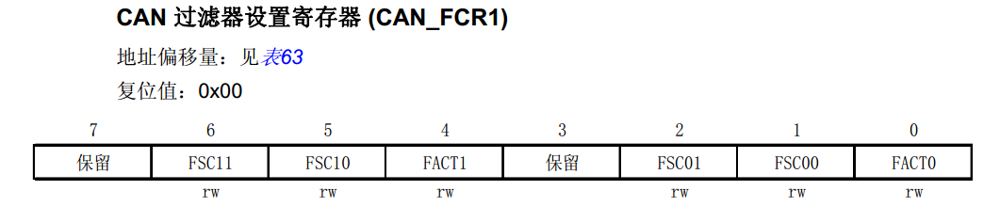 CAN 过滤器设置寄存器 (CAN_FCR1)
地址偏移量：见表63
复位值：0x00
7 6 5 4 3 2 1 0
保留 FSC11 FSC10 FACT1 保留 FSC01 FSC00 FACT0
rw rw rw rw rw rw